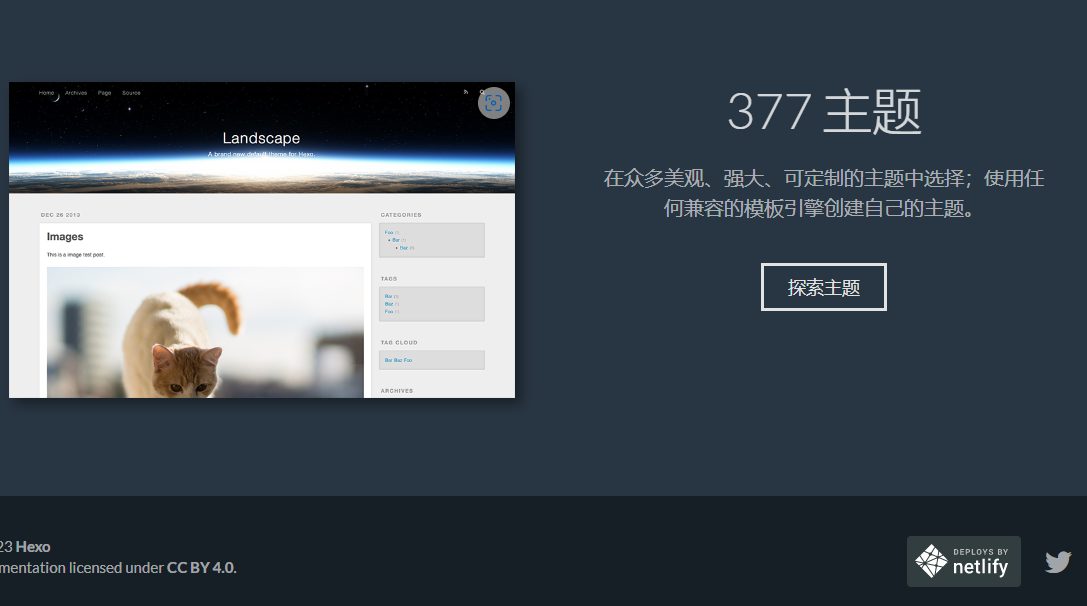 Home Archives Page Source
Landscape
A brand new default theme for Hexo.
DEC 26 2013
Images
This is a image test post.
CATEGORIES
Foo (1)
Bar (1)
Baz (1)
TAGS
Bar (1)
Baz (1)
Foo (1)
TAG CLOUD
Bar Baz Foo
ARCHIVES
377 主题
在众多美观、强大、可定制的主题中选择；使用任
何兼容的模板引擎创建自己的主题。
探索主题
23 Hexo
mentation licensed under CC BY 4.0.
DEPLOYS BY
netlify